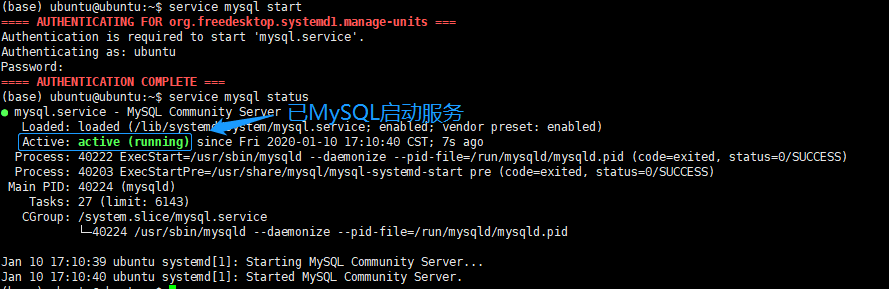 (base) ubuntu@ubuntu:~$ service mysql start
==== AUTHENTICATING FOR org.freedesktop.systemd1.manage-units ===
Authentication is required to start 'mysql.service'.
Authenticating as: ubuntu
Password:
==== AUTHENTICATION COMPLETE ===
(base) ubuntu@ubuntu:~$ service mysql status
● mysql.service - MySQL Community Server
已MySQL启动服务
Loaded: loaded (/lib/systemd/system/mysql.service; enabled; vendor preset: enabled)
Active: active (running) since Fri 2020-01-10 17:10:40 CST; 7s ago
Process: 40222 ExecStart=/usr/sbin/mysqld --daemonize --pid-file=/run/mysqld/mysqld.pid (code=exited, status=0/SUCCESS)
Process: 40203 ExecStartPre=/usr/share/mysql/mysql-systemd-start pre (code=exited, status=0/SUCCESS)
Main PID: 40224 (mysqld)
Tasks: 27 (limit: 6143)
CGroup: /system.slice/mysql.service
└─40224 /usr/sbin/mysqld --daemonize --pid-file=/run/mysqld/mysqld.pid
Jan 10 17:10:39 ubuntu systemd[1]: Starting MySQL Community Server...
Jan 10 17:10:40 ubuntu systemd[1]: Started MySQL Community Server.